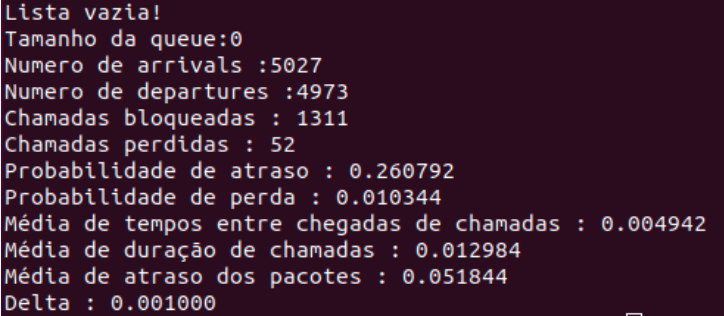 Lista vazia!
Tamanho da queue:0
Numero de arrivals :5027
Numero de departures :4973
Chamadas bloqueadas : 1311
Chamadas perdidas : 52
Probabilidade de atraso : 0.260792
Probabilidade de perda : 0.010344
Média de tempos entre chegadas de chamadas : 0.004942
Média de duração de chamadas : 0.012984
Média de atraso dos pacotes : 0.051844
Delta : 0.001000